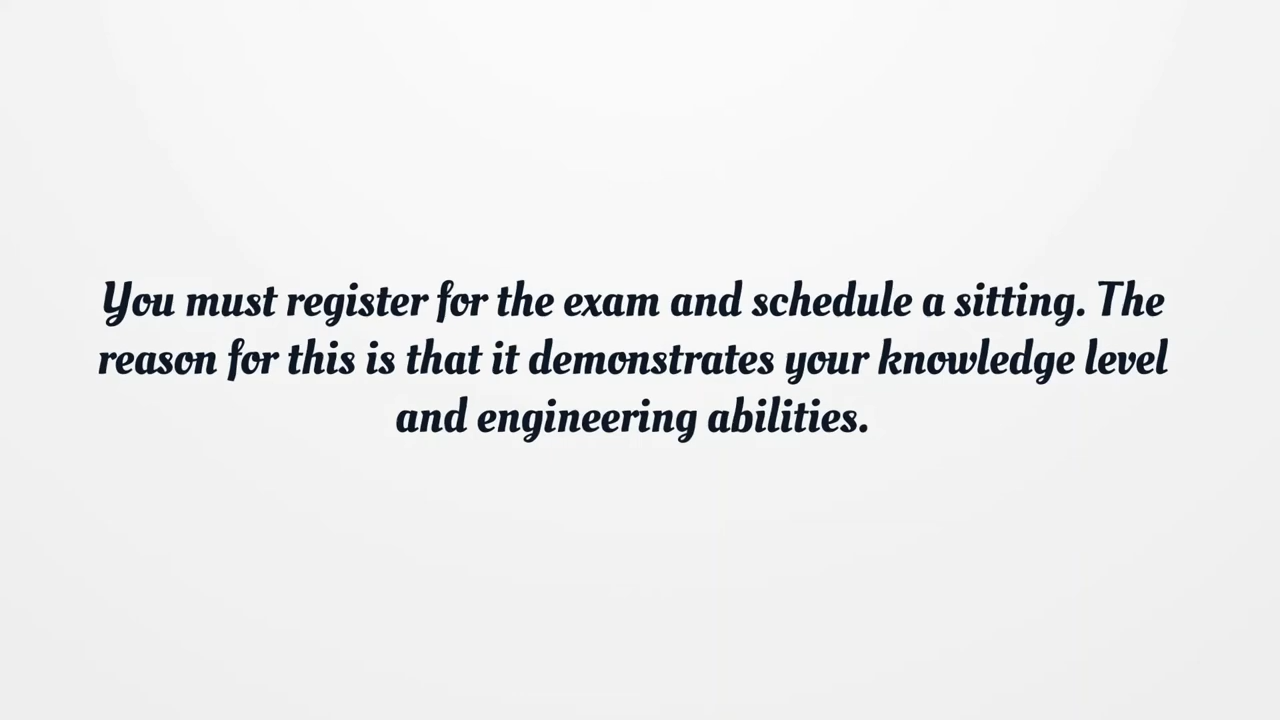 You must register for the exam and schedule a sitting. The
reason for this is that it demonstrates your knowledge level
and engineering abilities.